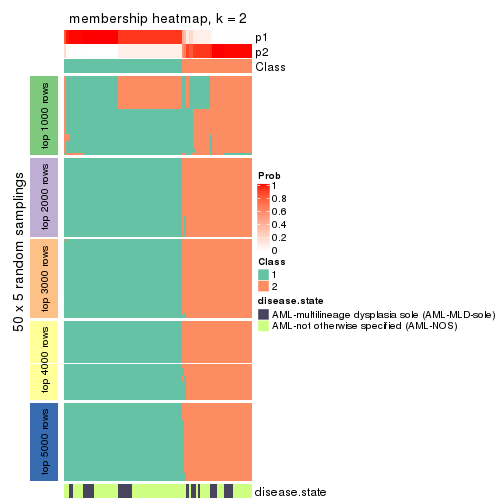 membership heatmap, k = 2
p1
p2
Class
50 x 5 random samplings
top 1000 rows
top 2000 rows
top 3000 rows
top 4000 rows
top 5000 rows
Prob
1
0.8
0.6
0.4
0.2
0
Class
1
2
disease.state
AML-multilineage dysplasia sole (AML-MLD-sole)
AML-not otherwise specified (AML-NOS)
disease.state